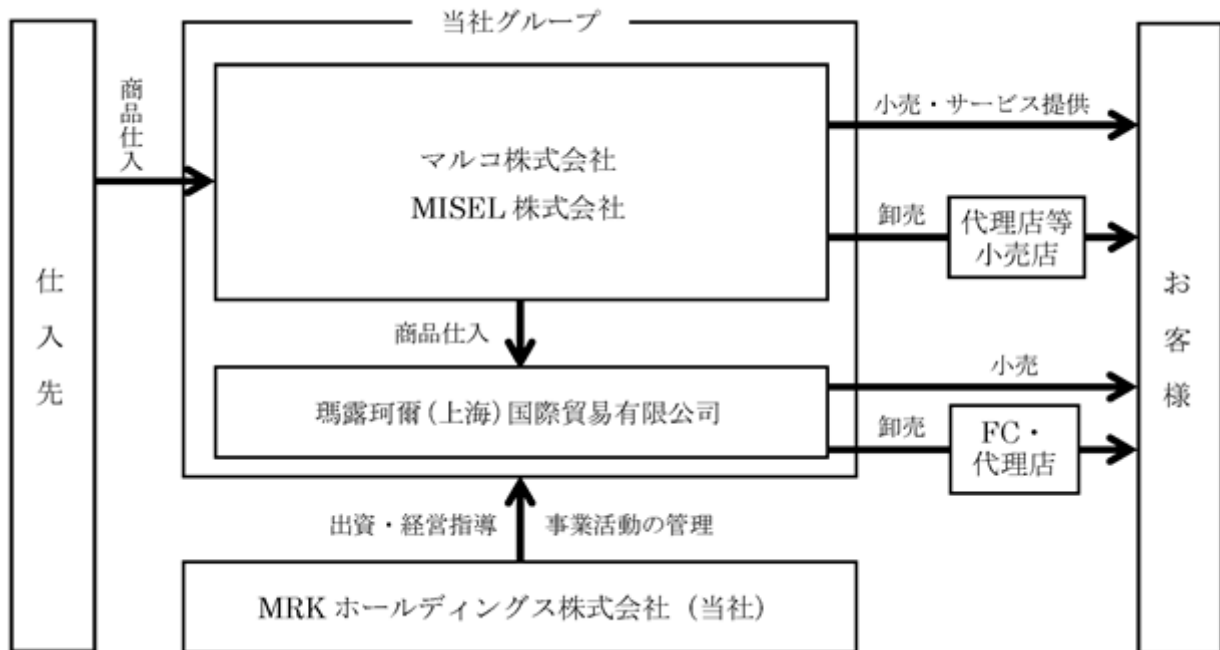 当社グループ
仕入先
商品仕入
マルコ株式会社
MISEL 株式会社
小売・サービス提供
卸売
代理店等
小売店
商品仕入
瑪露珂爾(上海)国際貿易有限公司
小売
卸売
FC・
代理店
お客様
出資・経営指導
事業活動の管理
MRK ホールディングス株式会社 (当社)